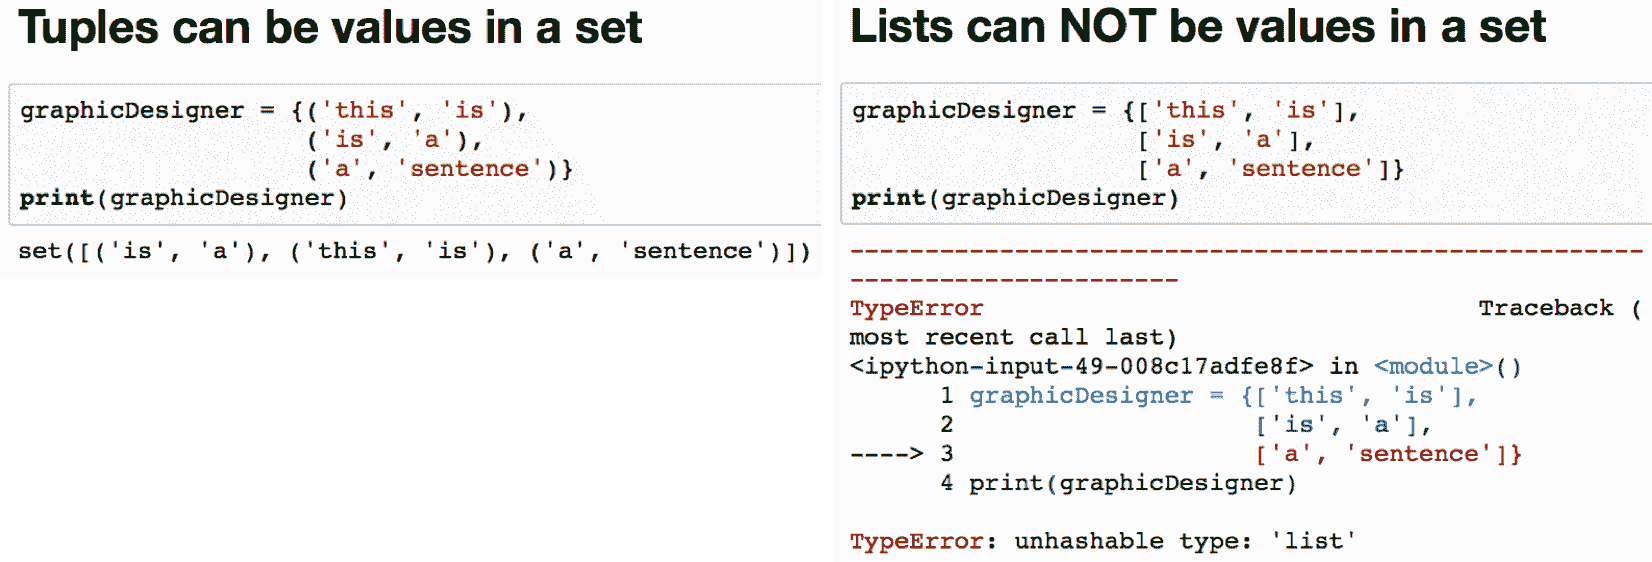 Tuples can be values in a set
graphicDesigner = {('this', 'is'),
('is', 'a'),
('a', 'sentence')}
print(graphicDesigner)
set([('is', 'a'), ('this', 'is'), ('a', 'sentence')])
Lists can NOT be values in a set
graphicDesigner = {['this', 'is'],
['is', 'a'],
['a', 'sentence']}
print(graphicDesigner)
---------------------------------------------------------------------------
TypeError Traceback (
most recent call last)
<ipython-input-49-008c17adfe8f> in <module>()
1 graphicDesigner = {['this', 'is'],
2 ['is', 'a'],
----> 3 ['a', 'sentence']}
4 print(graphicDesigner)
TypeError: unhashable type: 'list'